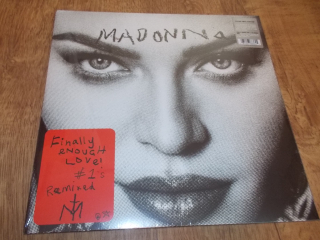 MADONNA
Finally
ENOUGH
LOVE:
#1's
Remixed
M